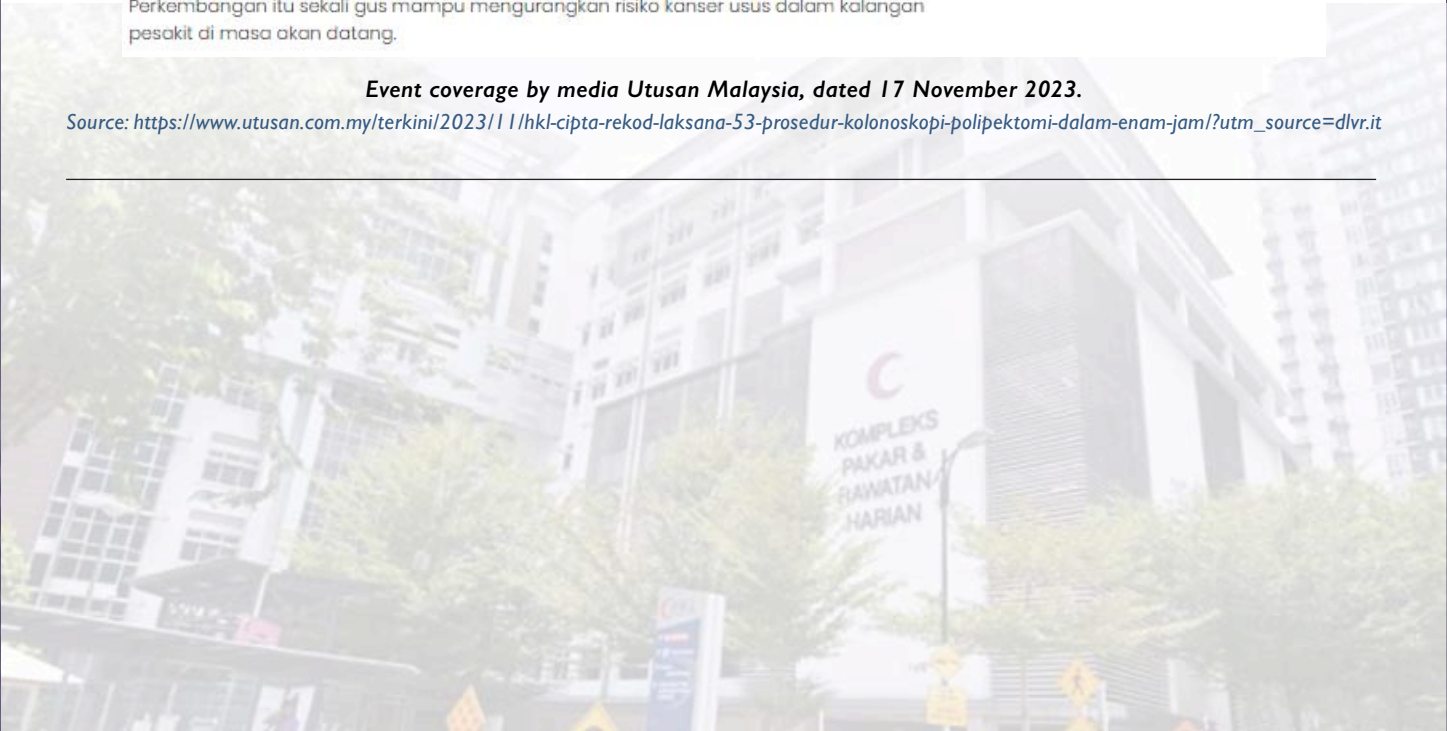 Perkembangan itu sekali gus mampu mengurangkan risiko kanser usus dalam kalangan
pesakit di masa akan datang.
Event coverage by media Utusan Malaysia, dated 17 November 2023.
Source: https://www.utusan.com.my/terkini/2023/11/hkl-cipta-rekod-laksana-53-prosedur-kolonoskopi-polipektomi-dalam-enam-jam/?utm_source=dlvr.it
KOMPLEKS
PAKAR &
RAWATAN
HARIAN